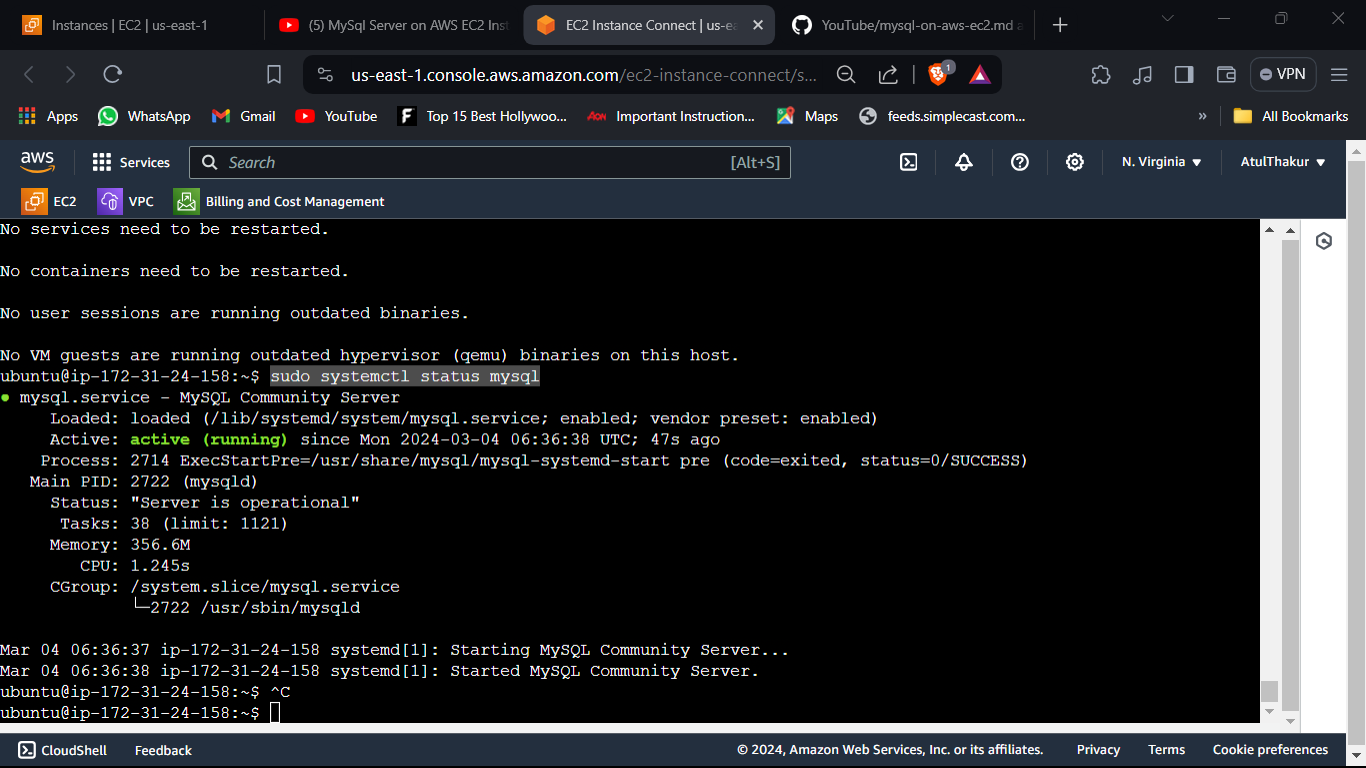 Instances | EC2 | us-east-1
(5) MySql Server on AWS EC2 Inst
EC2 Instance Connect | us-ea
YouTube/mysql-on-aws-ec2.md a
us-east-1.console.aws.amazon.com/ec2-instance-connect/s...
1
VPN
Apps
WhatsApp
Gmail
YouTube
F
Top 15 Best Hollywoo...
Aon
Important Instruction...
Maps
feeds.simplecast.com...
»
All Bookmarks
aws
Services
Search
[Alt+S]
N. Virginia
AtulThakur
EC2
VPC
Billing and Cost Management
No services need to be restarted.
No containers need to be restarted.
No user sessions are running outdated binaries.
No VM guests are running outdated hypervisor (qemu) binaries on this host.
ubuntu@ip-172-31-24-158:~$ sudo systemctl status mysql
● mysql.service - MySQL Community Server
Loaded: loaded (/lib/systemd/system/mysql.service; enabled; vendor preset: enabled)
Active: active (running) since Mon 2024-03-04 06:36:38 UTC; 47s ago
Process: 2714 ExecStartPre=/usr/share/mysql/mysql-systemd-start pre (code=exited, status=0/SUCCESS)
Main PID: 2722 (mysqld)
Status: "Server is operational"
Tasks: 38 (limit: 1121)
Memory: 356.6M
CPU: 1.245s
CGroup: /system.slice/mysql.service
└─2722 /usr/sbin/mysqld
Mar 04 06:36:37 ip-172-31-24-158 systemd[1]: Starting MySQL Community Server...
Mar 04 06:36:38 ip-172-31-24-158 systemd[1]: Started MySQL Community Server.
ubuntu@ip-172-31-24-158:~$ ^C
ubuntu@ip-172-31-24-158:~$
CloudShell
Feedback
© 2024, Amazon Web Services, Inc. or its affiliates.
Privacy
Terms
Cookie preferences